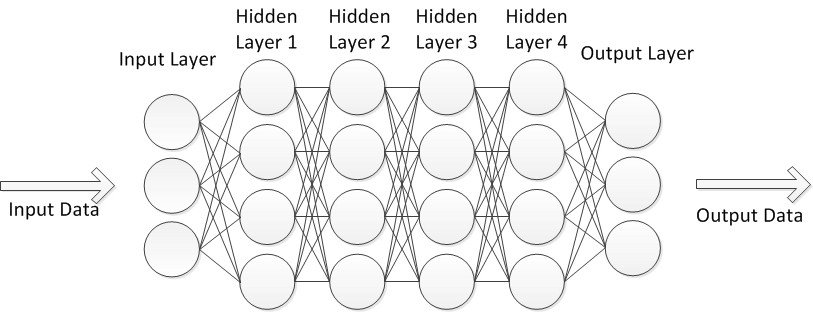 Input Layer
Hidden
Layer 1
Hidden
Layer 2
Hidden
Layer 3
Hidden
Layer 4
Output Layer
Input Data
Output Data